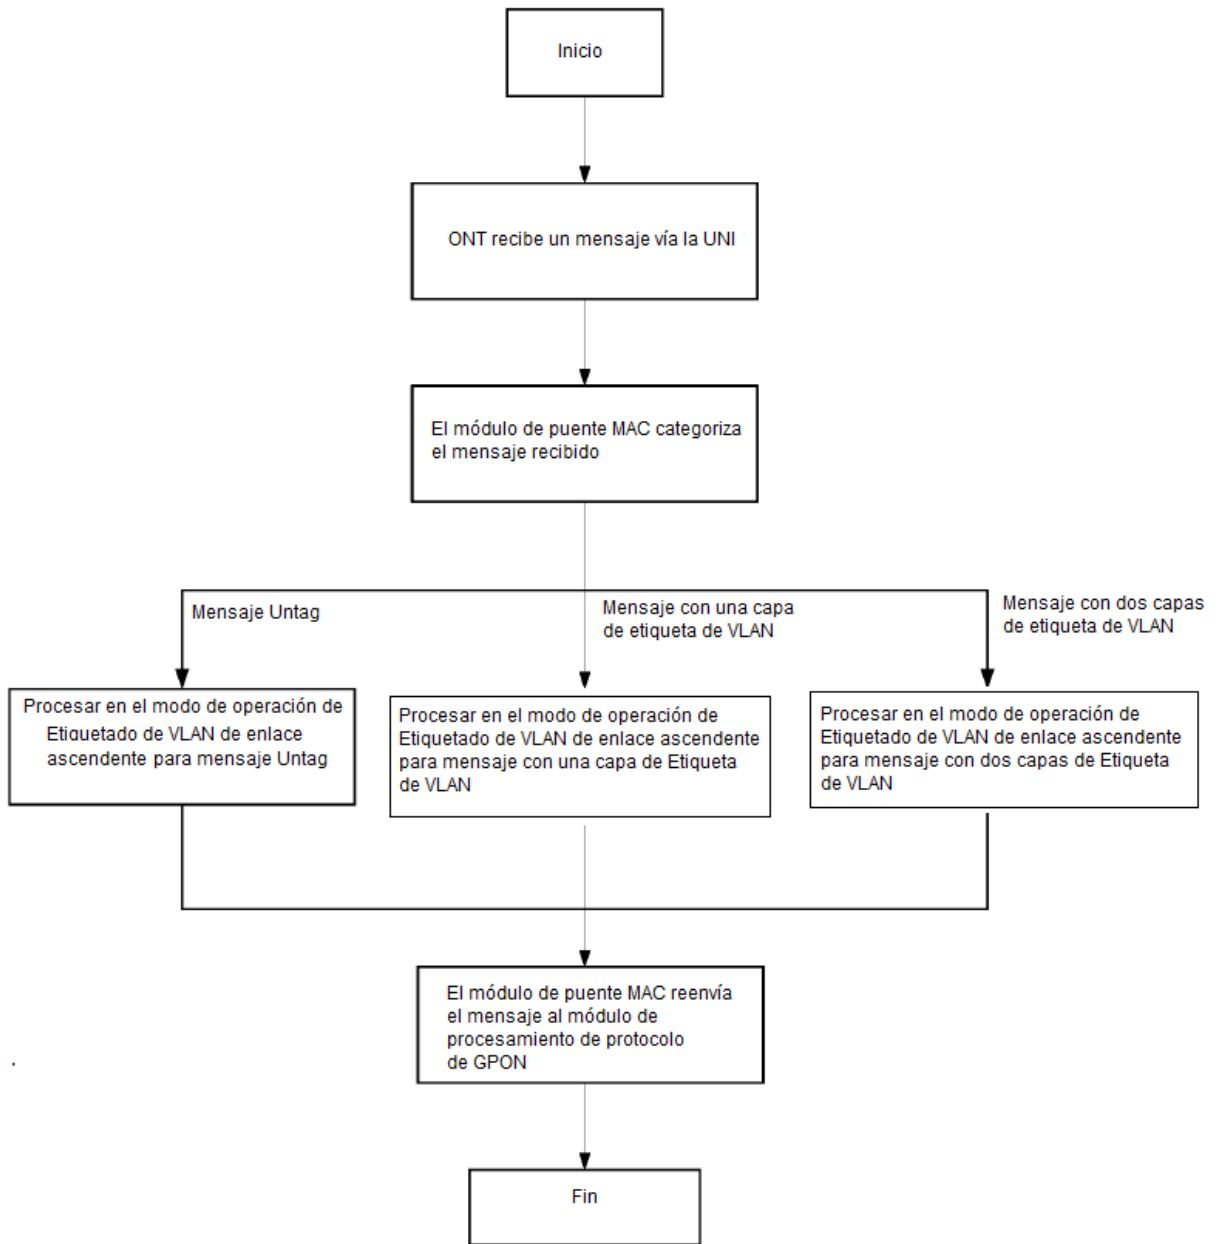 Inicio
ONT recibe un mensaje vía la UNI
El módulo de puente MAC categoriza
el mensaje recibido
Mensaje Untag
Mensaje con una capa
de etiqueta de VLAN
Mensaje con dos capas
de etiqueta de VLAN
Procesar en el modo de operación de
Etiquetado de VLAN de enlace
ascendente para mensaje Untag
Procesar en el modo de operación de
Etiquetado de VLAN de enlace ascendente
para mensaje con una capa de Etiqueta
de VLAN
Procesar en el modo de operación de
Etiquetado de VLAN de enlace ascendente
para mensaje con dos capas de Etiqueta
de VLAN
El módulo de puente MAC reenvía
el mensaje al módulo de
procesamiento de protocolo
de GPON
Fin